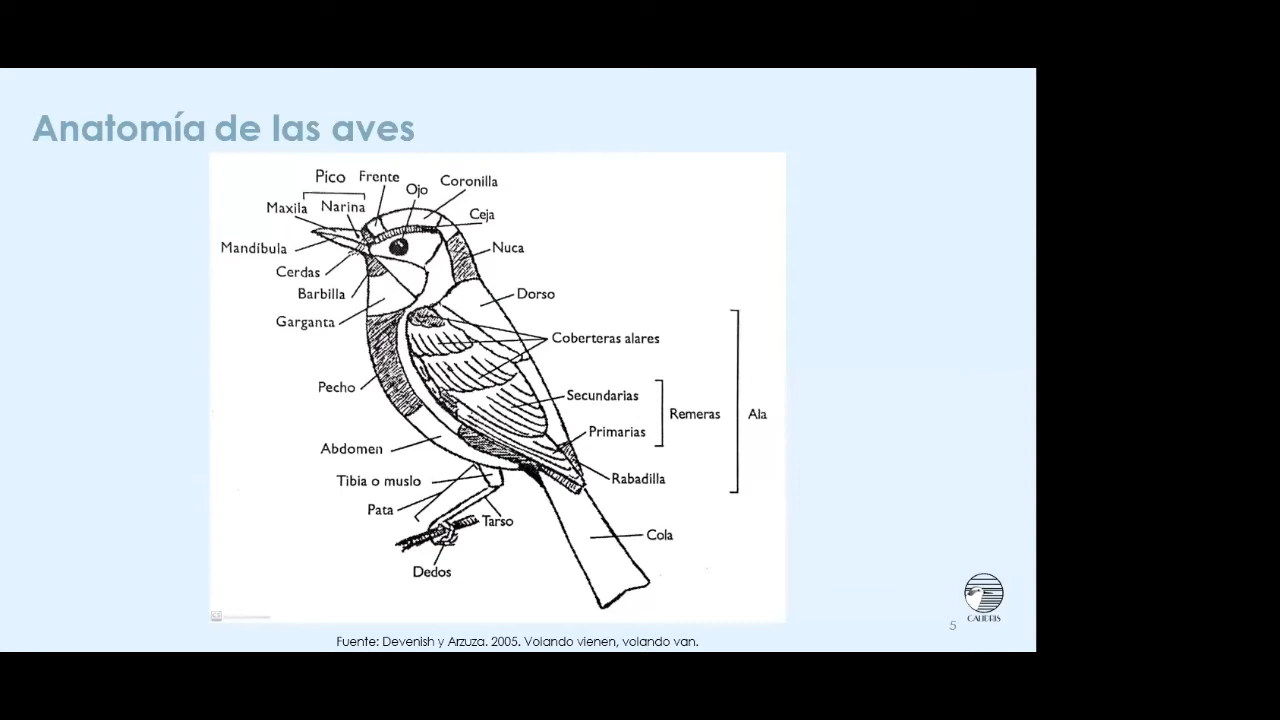 Anatomía de las aves
Pico
Frente
Ojo
Coronilla
Maxila
Narina
Ceja
Mandíbula
Nuca
Cerdas
Barbilla
Dorso
Garganta
Coberteras alares
Pecho
Secundarias
Remeras
Ala
Primarias
Abdomen
Tibia o muslo
Rabadilla
Pata
Tarso
Cola
Dedos
CALIDRIS
5
Fuente: Devenish y Arzuza. 2005. Volando vienen, volando van.